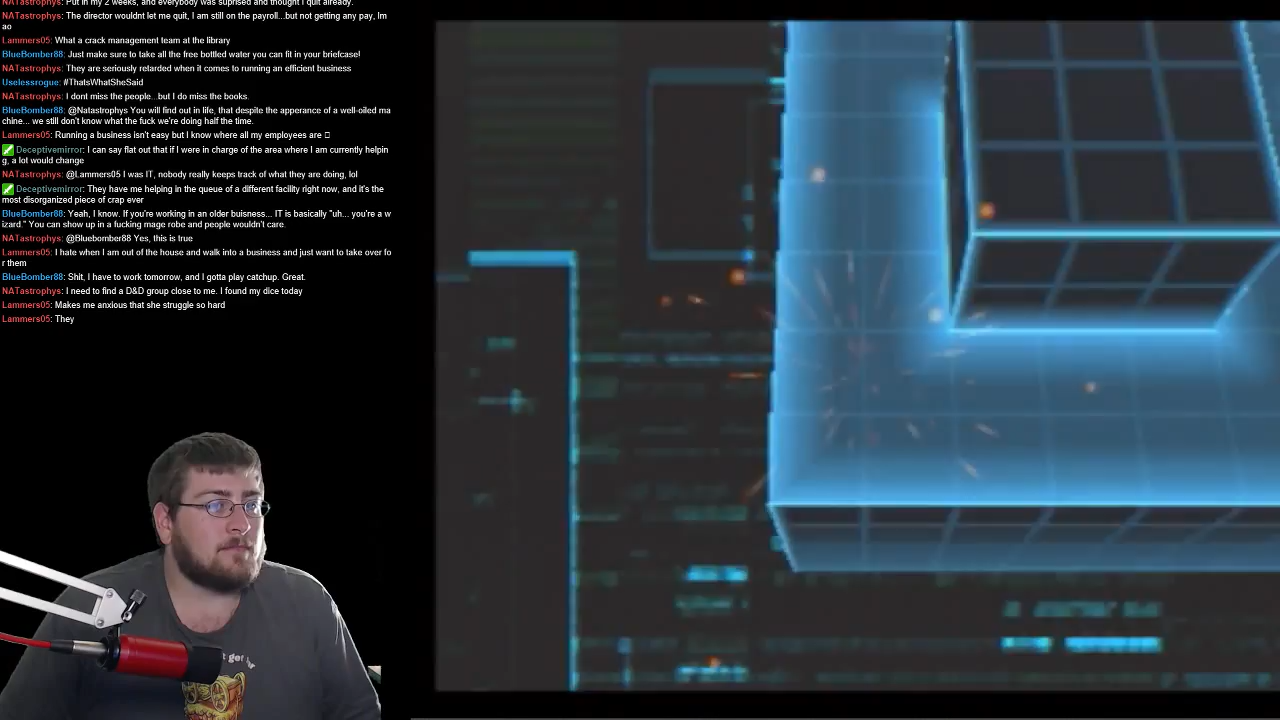 NATastrophys: Put in my 2 weeks, and everybody was suprised and thought I quit already.
NATastrophys: The director wouldnt let me quit, I am still on the payroll...but not getting any pay, lm
ao
Lammers05: What a crack management team at the library
BlueBomber88: Just make sure to take all the free bottled water you can fit in your briefcase!
NATastrophys: They are seriously retarded when it comes to running an efficient business
Uselessrogue: #ThatsWhatSheSaid
NATastrophys: I dont miss the people...but I do miss the books.
BlueBomber88: @Natastrophys You will find out in life, that despite the apperance of a well-oiled ma
chine... we still don't know what the fuck we're doing half the time.
Lammers05: Running a business isn't easy but I know where all my employees are □
Deceptivemirror: I can say flat out that if I were in charge of the area where I am currently helpin
g, a lot would change
NATastrophys: @Lammers05 I was IT, nobody really keeps track of what they are doing, lol
Deceptivemirror: They have me helping in the queue of a different facility right now, and it's the
most disorganized piece of crap ever
BlueBomber88: Yeah, I know. If you're working in an older buisness... IT is basically "uh... you're a w
izard." You can show up in a fucking mage robe and people wouldn't care.
NATastrophys: @Bluebomber88 Yes, this is true
Lammers05: I hate when I am out of the house and walk into a business and just want to take over fo
r them
BlueBomber88: Shit, I have to work tomorrow, and I gotta play catchup. Great.
NATastrophys: I need to find a D&D group close to me. I found my dice today
Lammers05: Makes me anxious that she struggle so hard
Lammers05: They